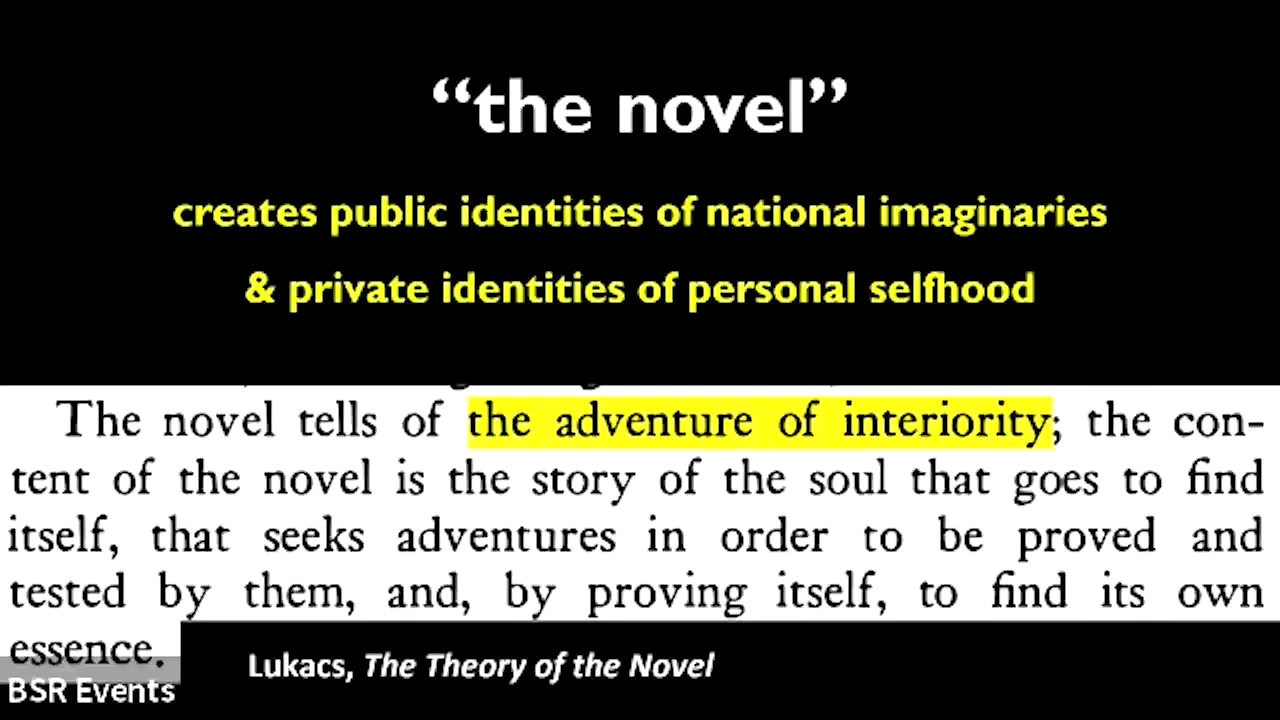 “the novel”
creates public identities of national imaginaries
& private identities of personal selfhood
The novel tells of the adventure of interiority; the con-
tent of the novel is the story of the soul that goes to find
itself, that seeks adventures in order to be proved and
tested by them, and, by proving itself, to find its own
essence.
Lukacs, The Theory of the Novel
BSR Events